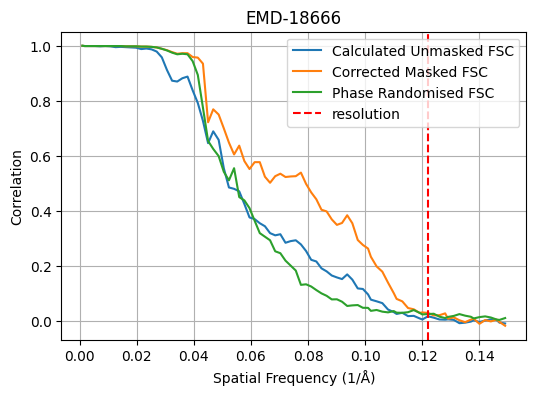 EMD-18666
Calculated Unmasked FSC
Corrected Masked FSC
Phase Randomised FSC
resolution
Correlation
1.0
0.8
0.6
0.4
0.2
0.0
0.00 0.02 0.04 0.06 0.08 0.10 0.12 0.14
Spatial Frequency (1/Å)